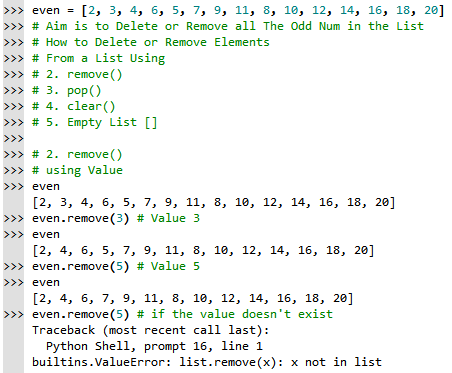 >>> even = [2, 3, 4, 6, 5, 7, 9, 11, 8, 10, 12, 14, 16, 18, 20]
>>> # Aim is to Delete or Remove all The Odd Num in the List
>>> # How to Delete or Remove Elements
>>> # From a List Using
>>> # 2. remove()
>>> # 3. pop()
>>> # 4. clear()
>>> # 5. Empty List []
>>>
>>> # 2. remove()
>>> # using Value
>>> even
[2, 3, 4, 6, 5, 7, 9, 11, 8, 10, 12, 14, 16, 18, 20]
>>> even.remove(3) # Value 3
>>> even
[2, 4, 6, 5, 7, 9, 11, 8, 10, 12, 14, 16, 18, 20]
>>> even.remove(5) # Value 5
>>> even
[2, 4, 6, 7, 9, 11, 8, 10, 12, 14, 16, 18, 20]
>>> even.remove(5) # if the value doesn't exist
Traceback (most recent call last):
  Python Shell, prompt 16, line 1
builtins.ValueError: list.remove(x): x not in list